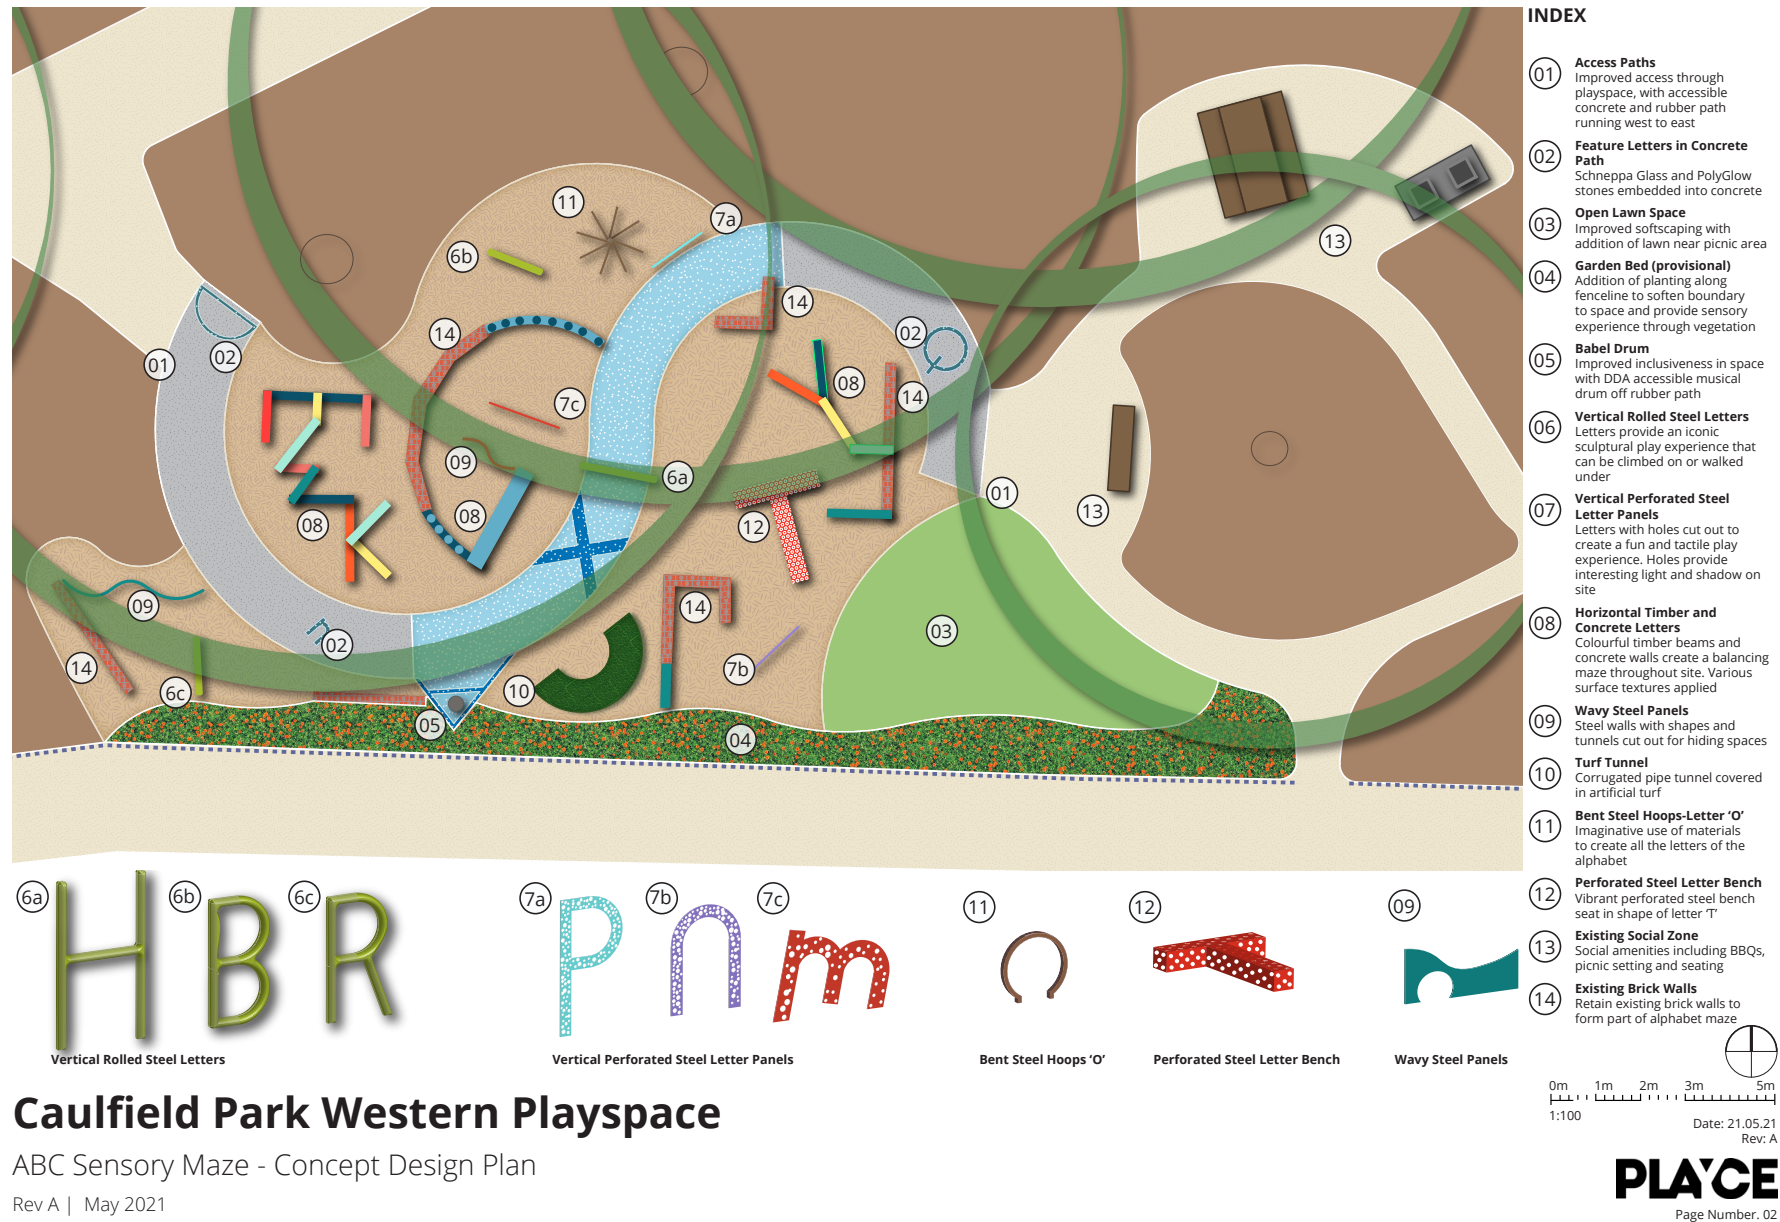 INDEX
01
Access Paths
Improved access through
playspace, with accessible
concrete and rubber path
running west to east
02
Feature Letters in Concrete
Path
Schneppa Glass and PolyGlow
stones embedded into concrete
03
Open Lawn Space
Improved softscaping with
addition of lawn near picnic area
04
Garden Bed (provisional)
Addition of planting along
fenceline to soften boundary
to space and provide sensory
experience through vegetation
05
Babel Drum
Improved inclusiveness in space
with DDA accessible musical
drum off rubber path
06
Vertical Rolled Steel Letters
Letters provide an iconic
sculptural play experience that
can be climbed on or walked
under
07
Vertical Perforated Steel
Letter Panels
Letters with holes cut out to
create a fun and tactile play
experience. Holes provide
interesting light and shadow on
site
08
Horizontal Timber and
Concrete Letters
Colourful timber beams and
concrete walls create a balancing
maze throughout site. Various
surface textures applied
09
Wavy Steel Panels
Steel walls with shapes and
tunnels cut out for hiding spaces
10
Turf Tunnel
Corrugated pipe tunnel covered
in artificial turf
11
Bent Steel Hoops-Letter ‘O’
Imaginative use of materials
to create all the letters of the
alphabet
12
Perforated Steel Letter Bench
Vibrant perforated steel bench
seat in shape of letter ‘T’
13
Existing Social Zone
Social amenities including BBQs,
picnic setting and seating
14
Existing Brick Walls
Retain existing brick walls to
form part of alphabet maze
11
7a
6b
13
14
14
02
01
02
08
14
7c
Q
09
6a
01
08
08
12
13
09
14
03
n
02
14
7b
6c
10
05
04
6a
6b
6c
7a
7b
7c
11
12
09
H B R
P n m
Vertical Rolled Steel Letters
Vertical Perforated Steel Letter Panels
Bent Steel Hoops ‘O’
Perforated Steel Letter Bench
Wavy Steel Panels
0m 1m 2m 3m 5m
1:100
Caulfield Park Western Playspace
ABC Sensory Maze - Concept Design Plan
Rev A | May 2021
Date: 21.05.21
Rev: A
PLAYCE
Page Number. 02